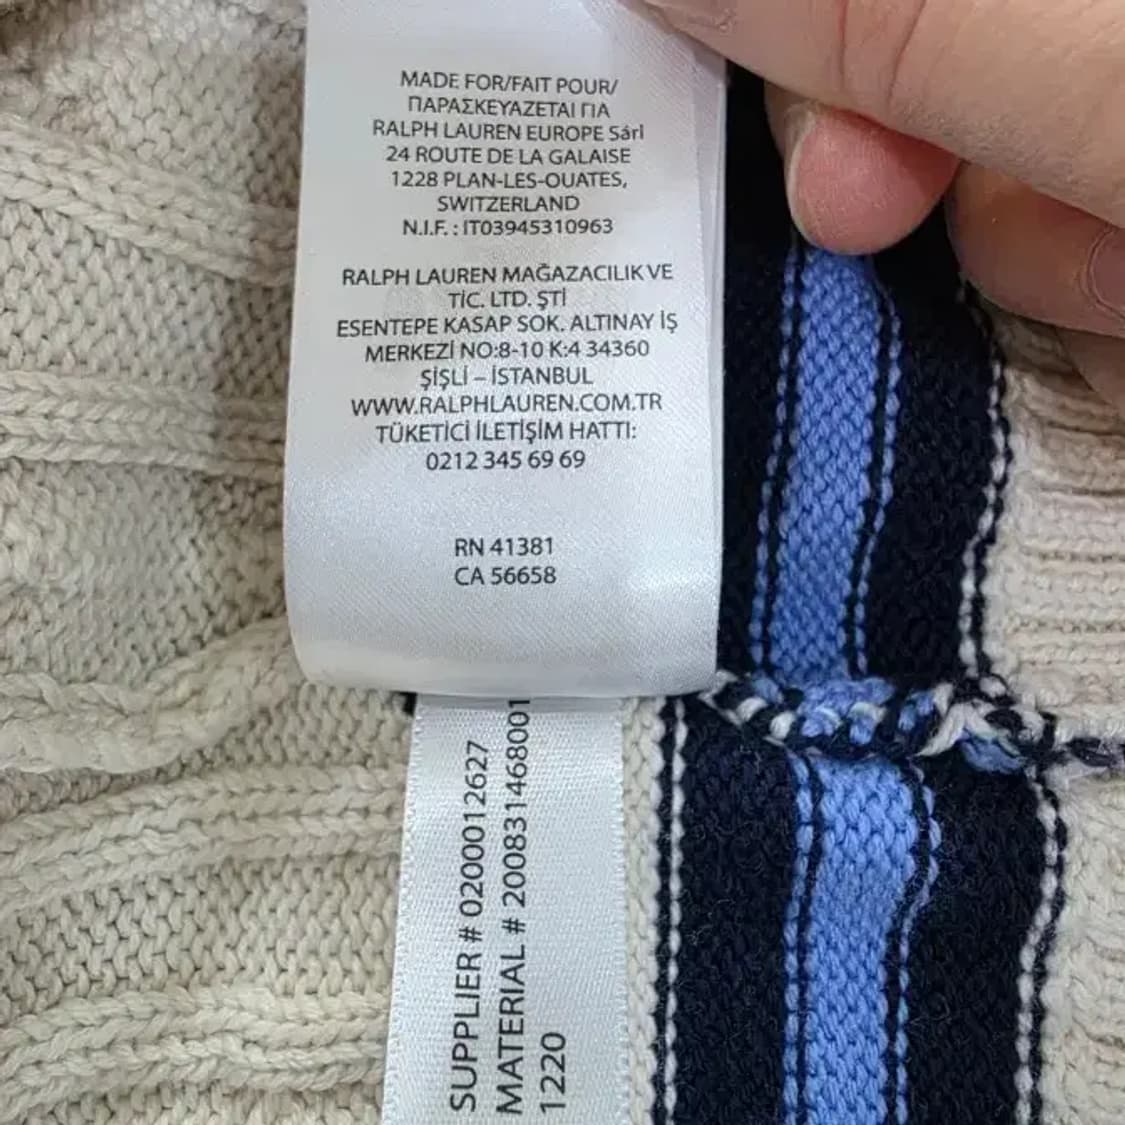 MADE FOR/FAIT POUR/
ΠΑΡΑΣΚΕΥΑΖΕΤΑΙ ΓΙΑ
RALPH LAUREN EUROPE Sárl
24 ROUTE DE LA GALAISE
1228 PLAN-LES-OUATES,
SWITZERLAND
N.I.F. : IT03945310963
RALPH LAUREN MAĞAZACILIK VE
TİC. LTD. ŞTİ
ESENTEPE KASAP SOK. ALTINAY İŞ
MERKEZİ NO:8-10 K:4 34360
ŞİŞLİ – İSTANBUL
WWW.RALPHLAUREN.COM.TR
TÜKETİCİ İLETİŞİM HATTI:
0212 345 69 69
RN 41381
CA 56658
SUPPLIER # 0200012627
MATERIAL # 200831468001
1220